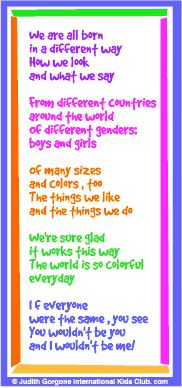 We are all born
in a different way
How we look
and what we say
From different countries
around the world
of different genders:
boys and girls
Of many sizes
and colors , too
The things we like
and the things we do
We're sure glad
it works this way
The world is so colorful
everyday
If everyone
were the same , you see
You wouldn't be you
and I wouldn't be me!
© Judith Gorgone International Kids Club. com